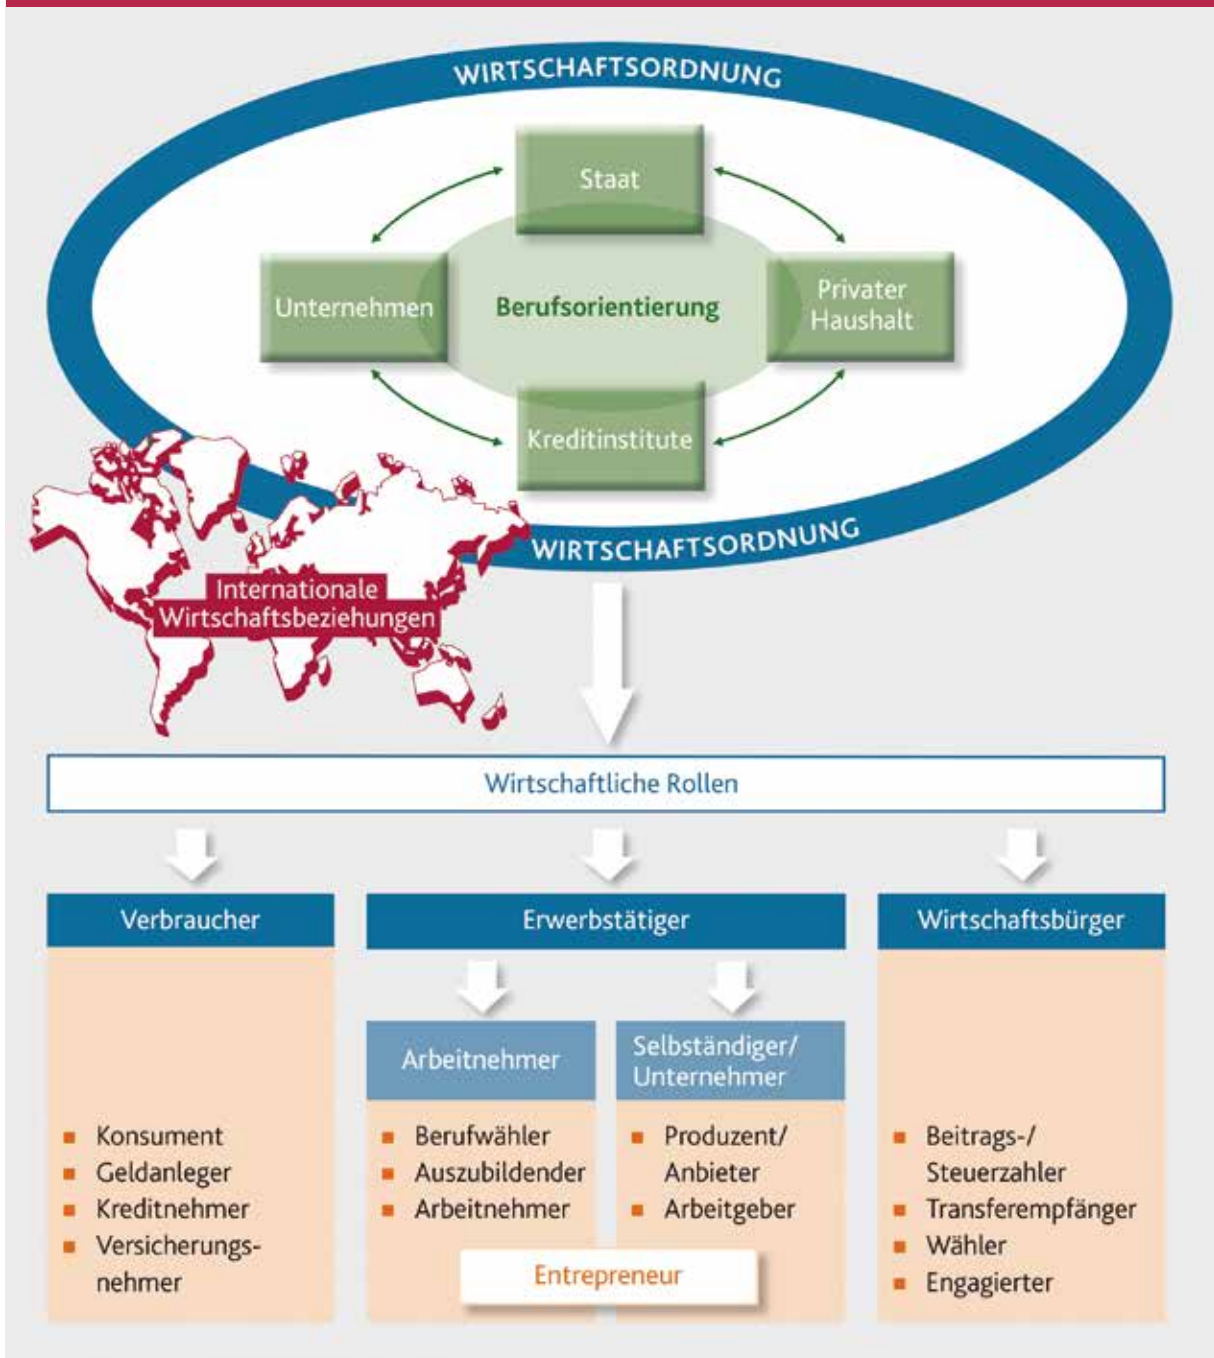 WIRTSCHAFTSORDNUNG
Staat
Unternehmen
Berufsorientierung
Privater
Haushalt
Kreditinstitute
WIRTSCHAFTSORDNUNG
Internationale
Wirtschaftsbeziehungen
Wirtschaftliche Rollen
Verbraucher
Konsument
Geldanleger
Kreditnehmer
Versicherungs-
nehmer
Erwerbstätiger
Arbeitnehmer
Berufwähler
Auszubildender
Arbeitnehmer
Selbständiger/
Unternehmer
Produzent/
Anbieter
Arbeitgeber
Entrepreneur
Wirtschaftsbürger
Beitrags-/
Steuerzahler
Transferempfänger
Wähler
Engagierter